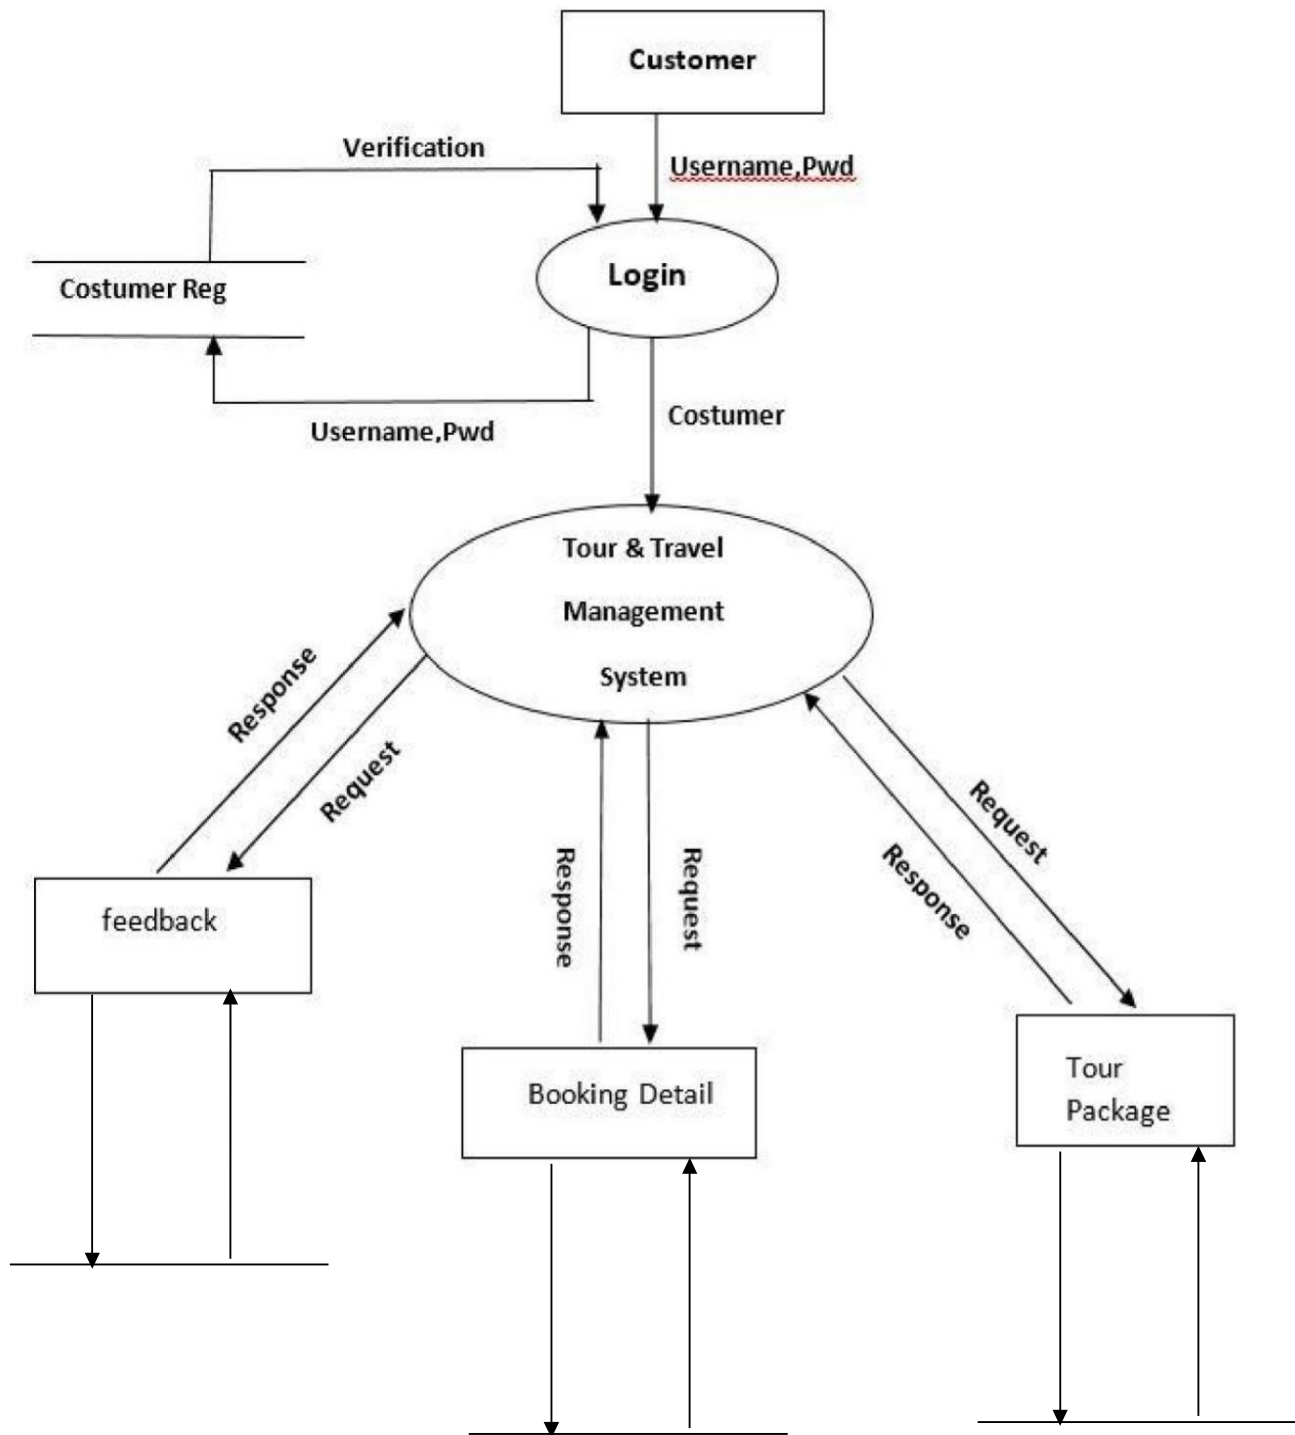 Customer
Verification
Username,Pwd
Login
Costumer Reg
Costumer
Username,Pwd
Tour & Travel
Management
System
Response
Request
Response
Request
Request
Response
feedback
Booking Detail
Tour
Package